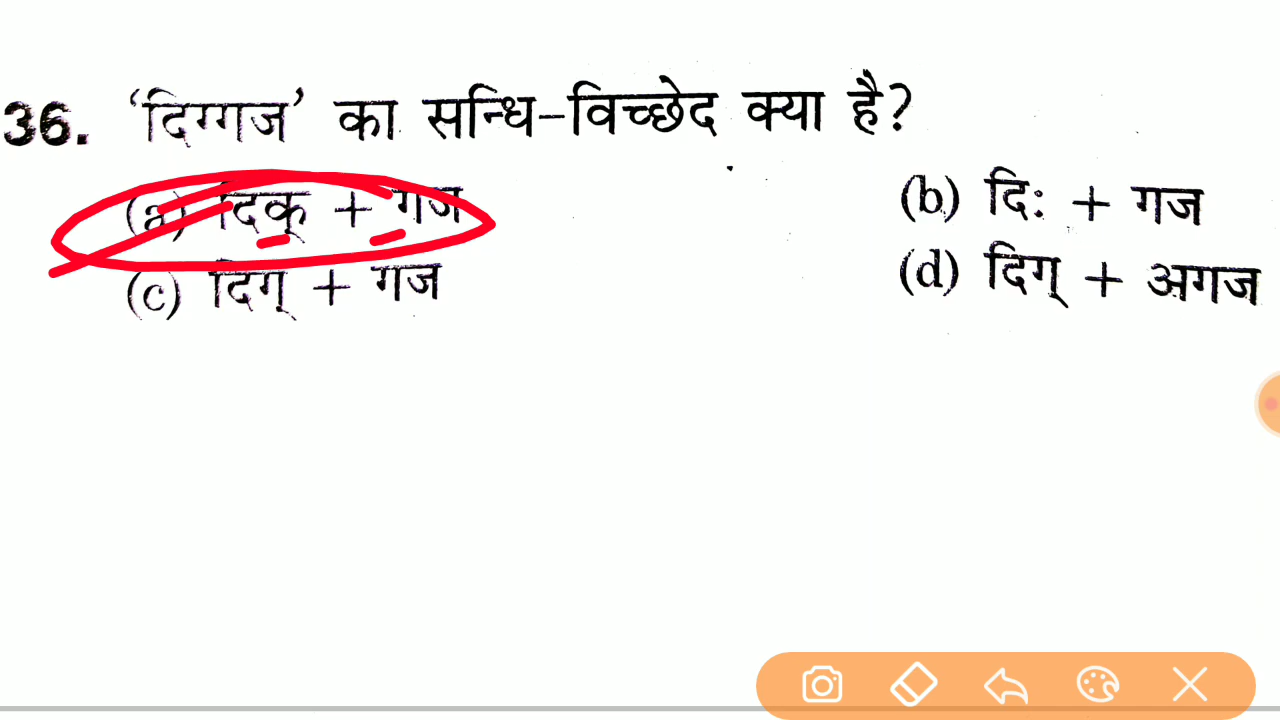 36. ‘दिग्गज’ का सन्धि–विच्छेद क्या है?
(a) दिक् + गज (b) दिः + गज
(c) दिग् + गज (d) दिग् + अगज